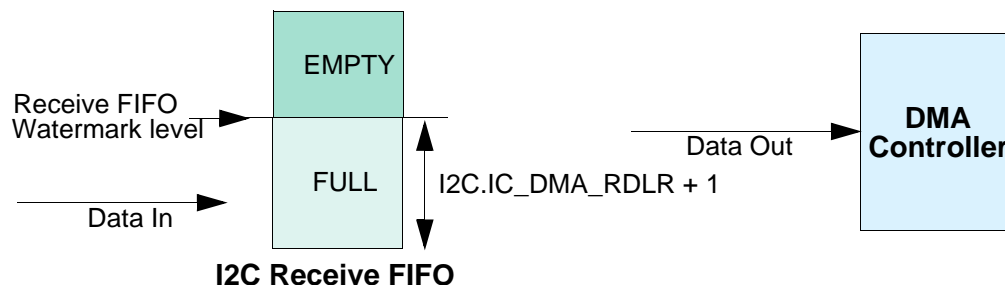 EMPTY
Receive FIFO
Watermark level
DMA
Controller
Data Out
FULL
I2C.IC_DMA_RDLR + 1
Data In
I2C Receive FIFO